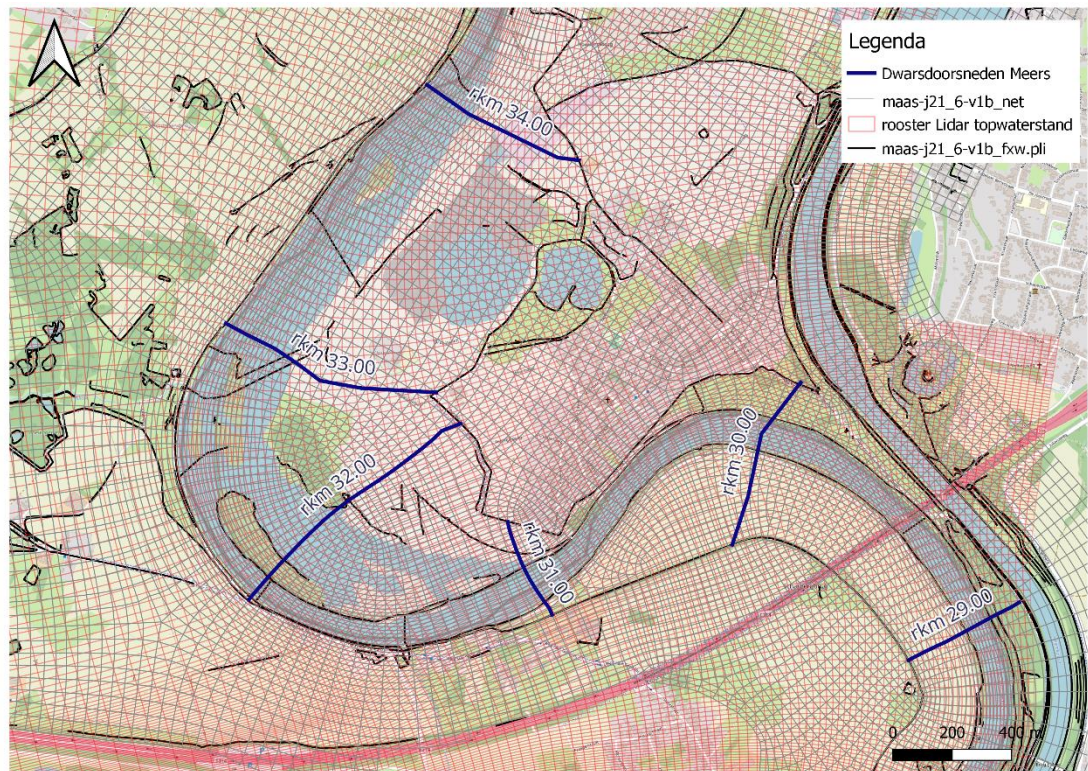 Legenda
Dwarsdoorsneden Meers
maas-j21_6-v1b_net
rooster Lidar topwaterstand
maas-j21_6-v1b_fxw.pli
rkm 34.00
rkm 33.00
rkm 32.00
rkm 30.00
rkm 31.00
rkm 29.00
0 200 400 m